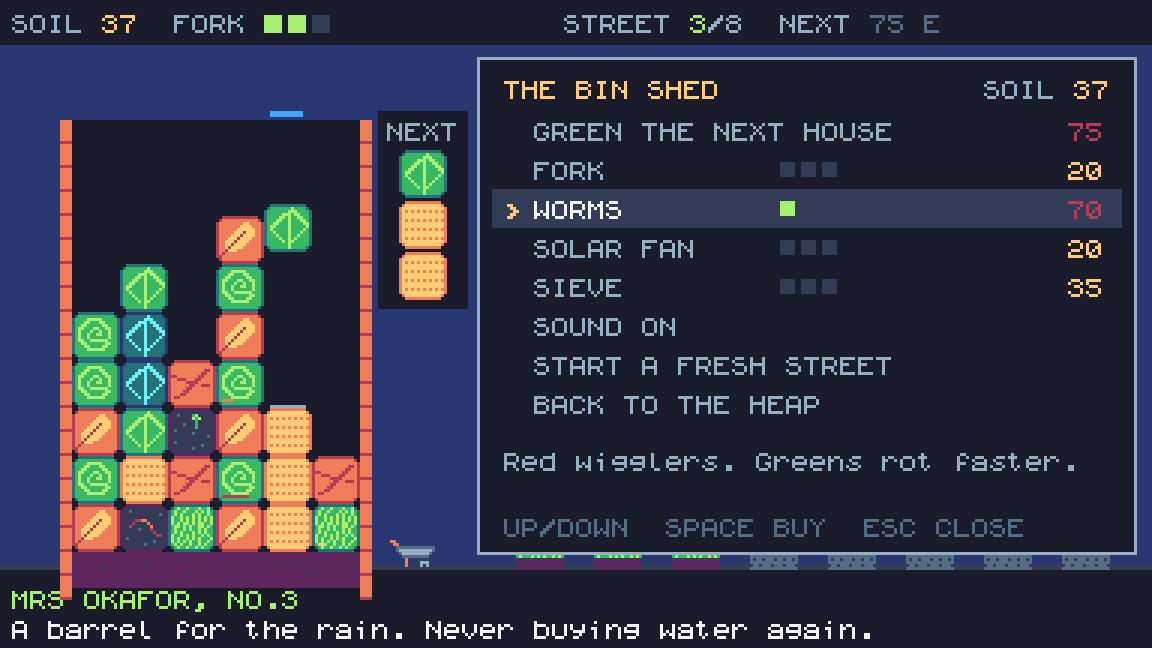 SOIL 37 FORK STREET 3/8 NEXT 75 E
THE BIN SHED SOIL 37
NEXT
GREEN THE NEXT HOUSE 75
FORK 20
> WORMS 70
SOLAR FAN 20
SIEVE 35
SOUND ON
START A FRESH STREET
BACK TO THE HEAP
Red wigglers. Greens rot faster.
UP/DOWN SPACE BUY ESC CLOSE
MRS OKAFOR, NO.3
A barrel for the rain. Never buying water again.